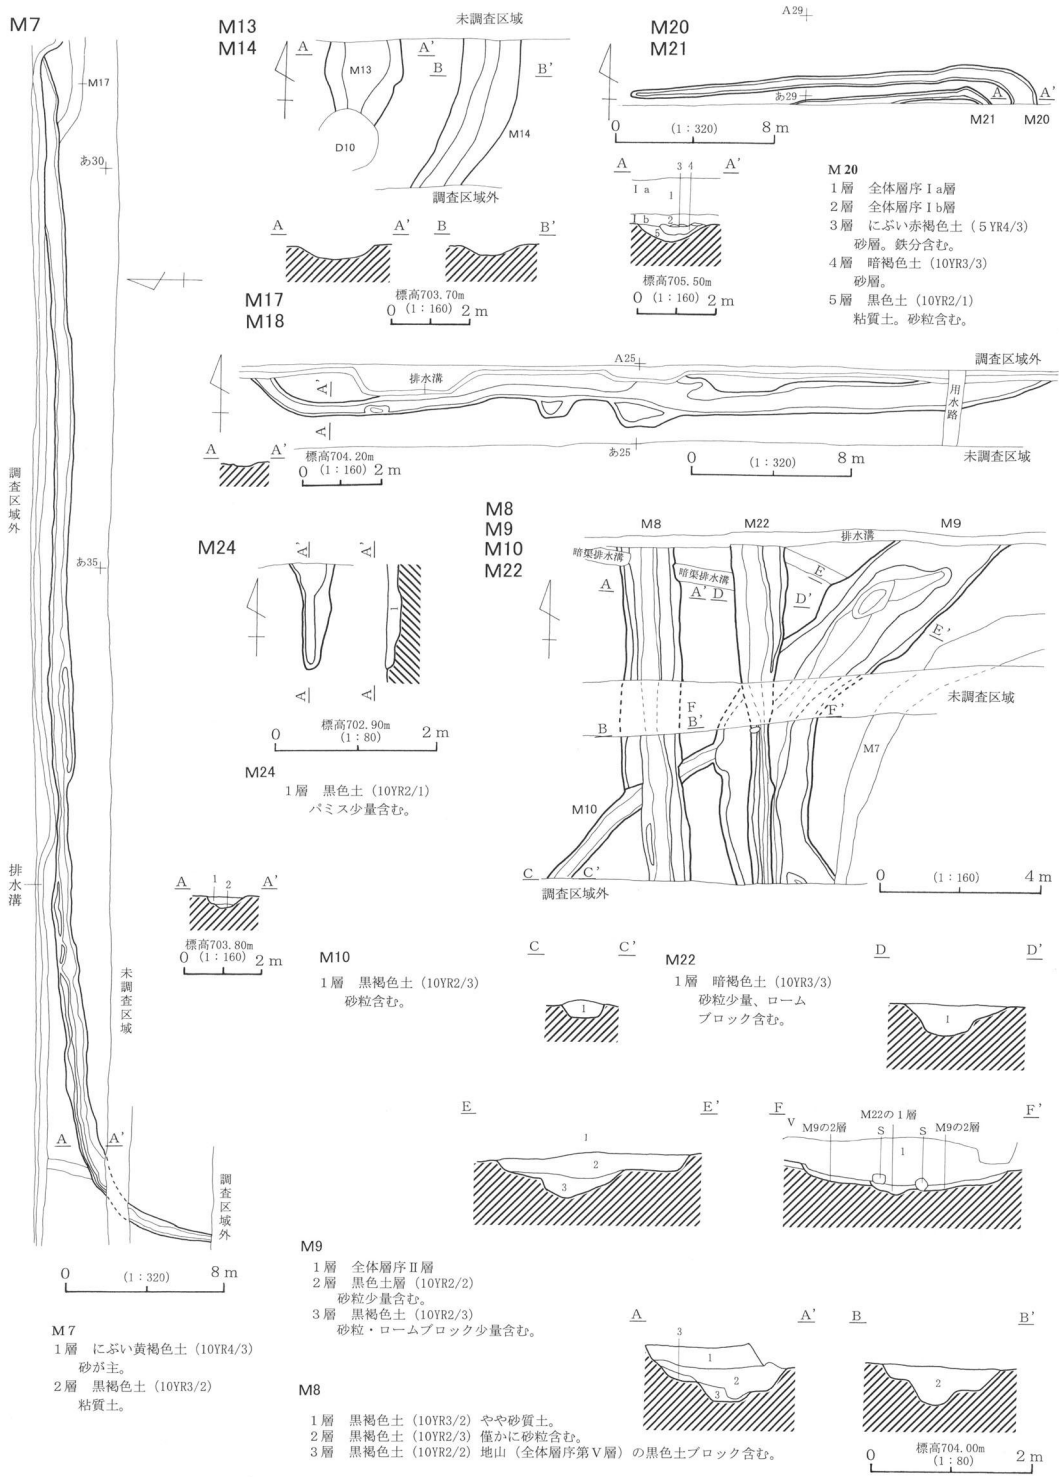 M7
M17
あ30
調査区域外
あ35
排水溝
未調査区域
A
A'
調査区域外
0 (1：320) 8 m
M7
1層 にぶい黄褐色土 (10YR4/3)
砂が主。
2層 黒褐色土 (10YR3/2)
粘質土。
A
1 2
A'
標高703.80m
0 (1：160) 2 m
M13
M14
未調査区域
A
A'
B
B'
M13
D10
M14
調査区域外
A
A'
B
B'
標高703.70m
0 (1：160) 2 m
M20
M21
A29
あ29
A
A'
M21
M20
0 (1：320) 8 m
A
3 4
A'
Ⅰa
1
Ⅰb
2
5
標高705.50m
0 (1：160) 2 m
M20
1層 全体層序Ⅰa層
2層 全体層序Ⅰb層
3層 にぶい赤褐色土 (5YR4/3)
砂層。鉄分含む。
4層 暗褐色土 (10YR3/3)
砂層。
5層 黒色土 (10YR2/1)
粘質土。砂粒含む。
M17
M18
A25
調査区域外
排水溝
A'
A
用水路
あ25
未調査区域
A
A'
標高704.20m
0 (1：160) 2 m
0 (1：320) 8 m
M24
A'
A'
1
A
A
標高702.90m
0 (1：80) 2 m
M24
1層 黒色土 (10YR2/1)
パミス少量含む。
M8
M9
M10
M22
M8
M22
M9
排水溝
暗渠排水溝
暗渠排水溝
A
A'
D
D'
E
E'
未調査区域
F
F'
B
B'
M7
M10
C
C'
調査区域外
0 (1：160) 4 m
M10
1層 黒褐色土 (10YR2/3)
砂粒含む。
C
C'
1
M22
1層 暗褐色土 (10YR3/3)
砂粒少量、ローム
ブロック含む。
D
D'
1
E
E'
1
2
3
F
F'
V
M22の1層
M9の2層
S
S
M9の2層
1
M9
1層 全体層序Ⅱ層
2層 黒色土層 (10YR2/2)
砂粒少量含む。
3層 黒褐色土 (10YR2/3)
砂粒・ロームブロック少量含む。
M8
1層 黒褐色土 (10YR3/2) やや砂質土。
2層 黒褐色土 (10YR2/3) 僅かに砂粒含む。
3層 黒褐色土 (10YR2/2) 地山（全体層序第Ⅴ層）の黒色土ブロック含む。
A
A'
3
1
2
3
B
B'
2
標高704.00m
0 (1：80) 2 m